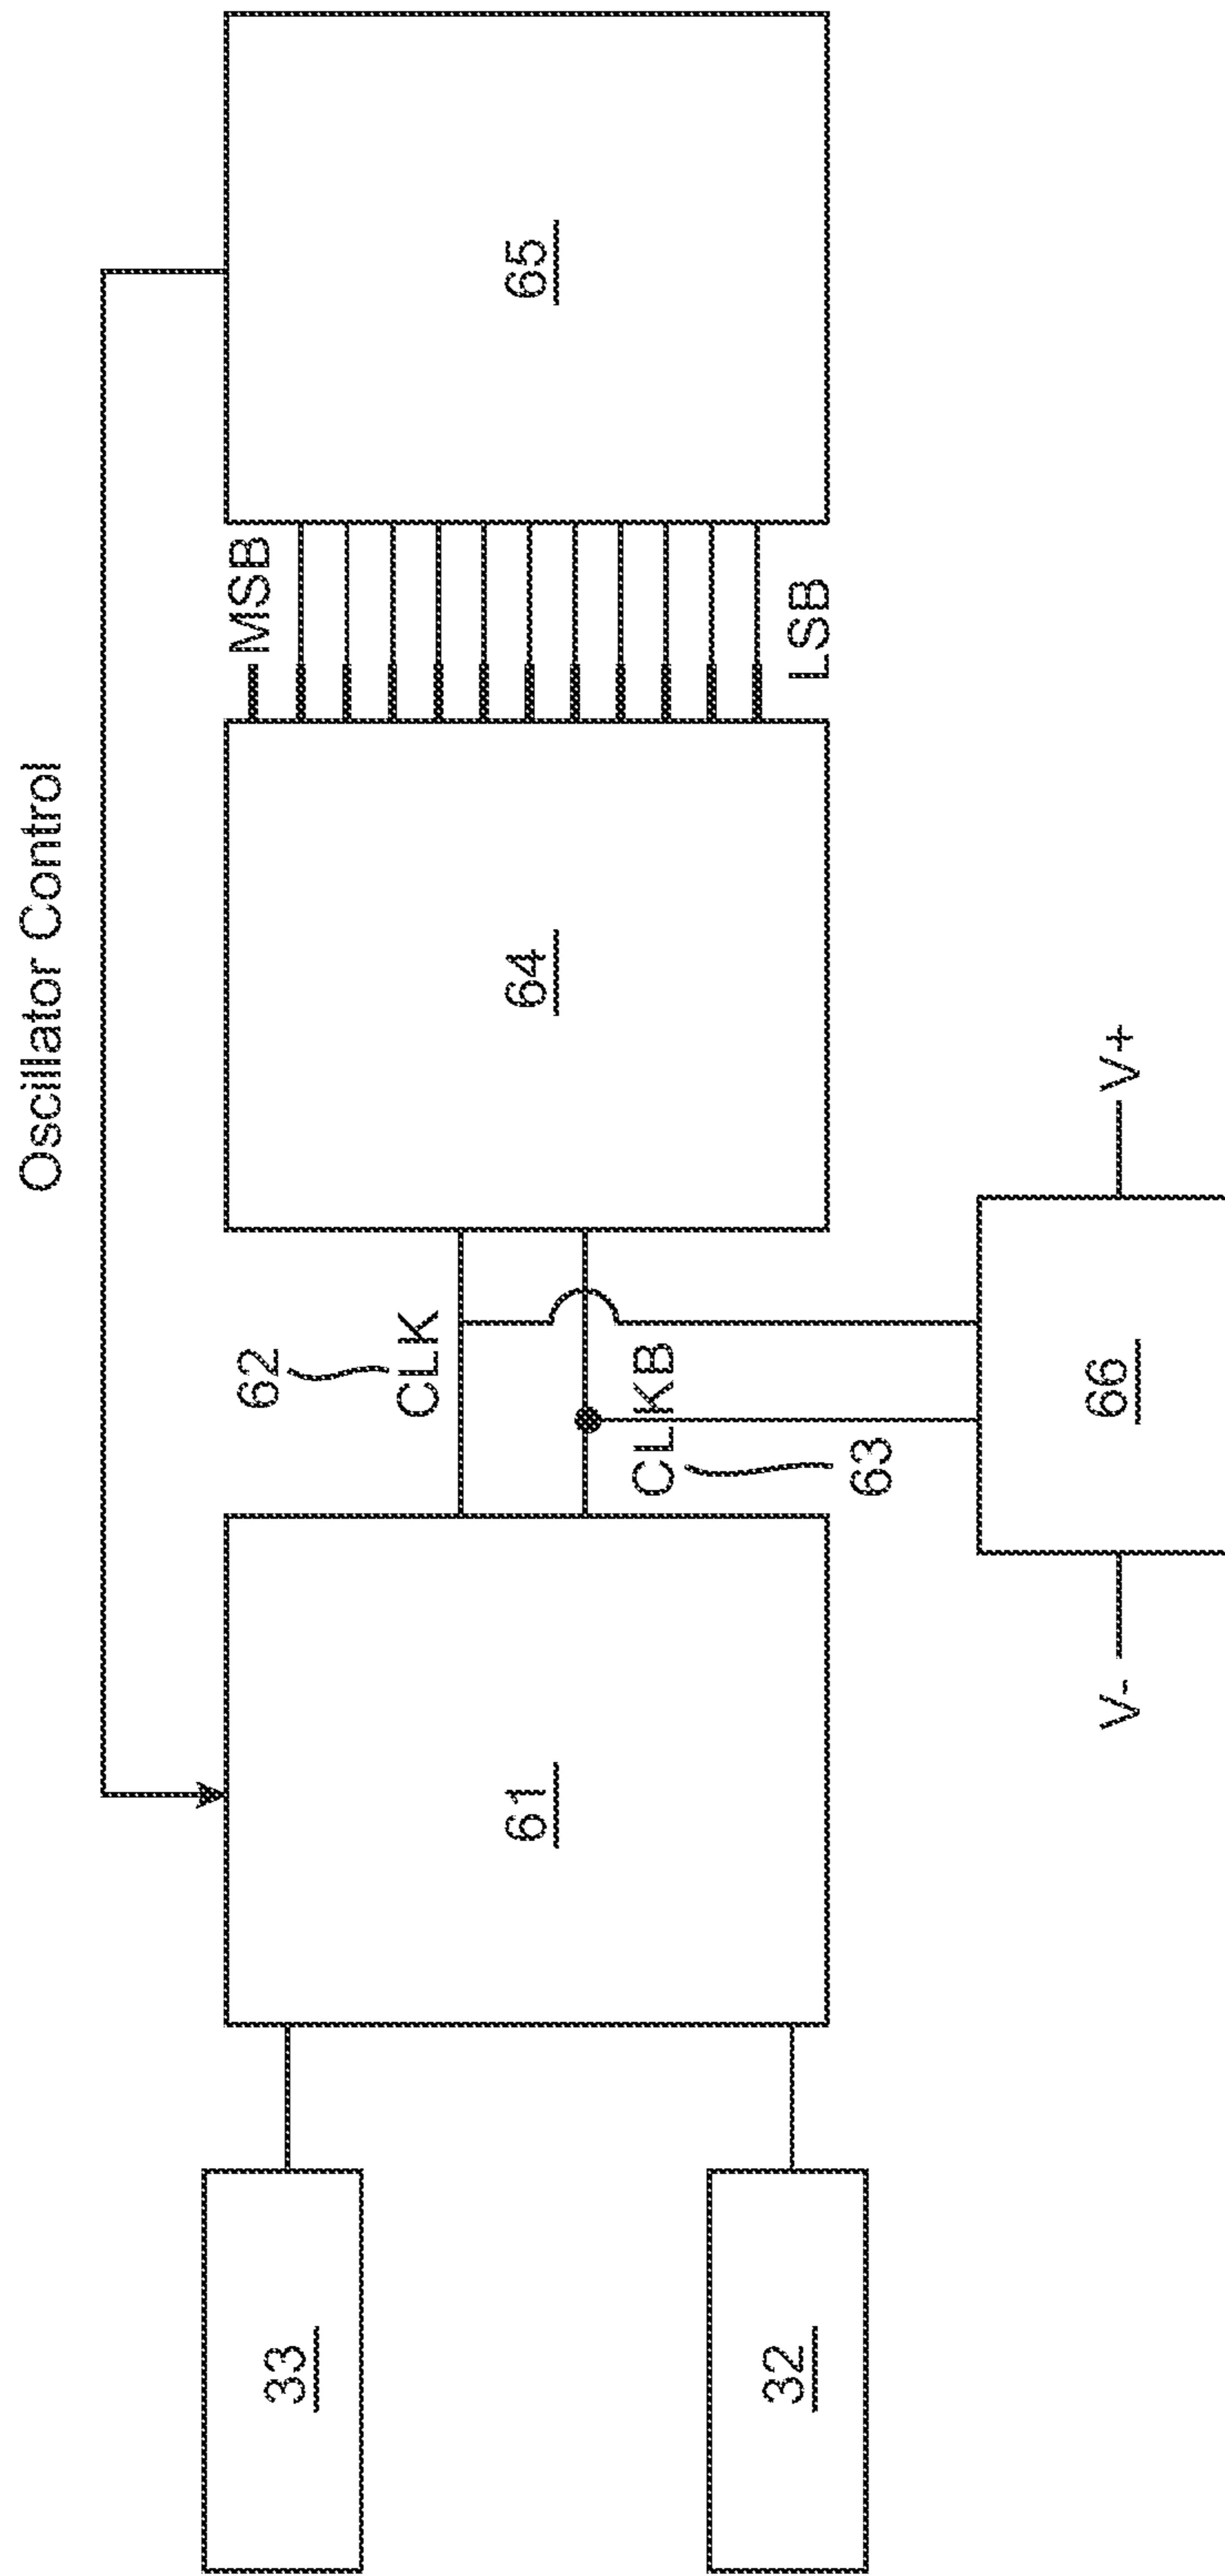 Oscillator Control
33
32
61
62
CLK
CLKB
63
64
MSB
LSB
65
V-
66
V+